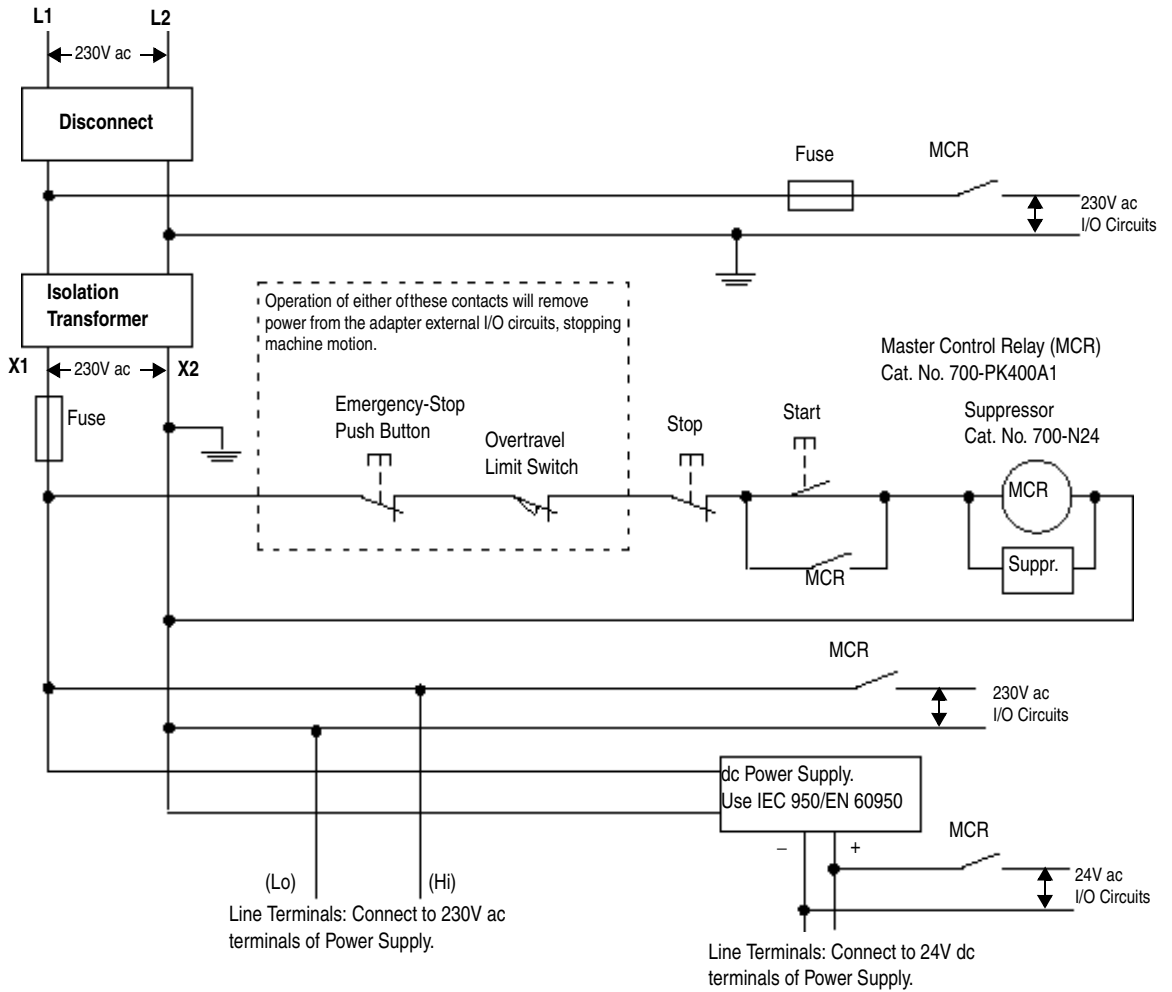 L1
L2
230V ac
Disconnect
Fuse
MCR
230V ac
I/O Circuits
Isolation
Transformer
Operation of either of these contacts will remove
power from the adapter external I/O circuits, stopping
machine motion.
X1
230V ac
X2
Master Control Relay (MCR)
Cat. No. 700-PK400A1
Fuse
Emergency-Stop
Push Button
Overtravel
Limit Switch
Stop
Start
Suppressor
Cat. No. 700-N24
MCR
Suppr.
MCR
MCR
230V ac
I/O Circuits
dc Power Supply.
Use IEC 950/EN 60950
– +
MCR
24V ac
I/O Circuits
(Lo)
(Hi)
Line Terminals: Connect to 230V ac
terminals of Power Supply.
Line Terminals: Connect to 24V dc
terminals of Power Supply.